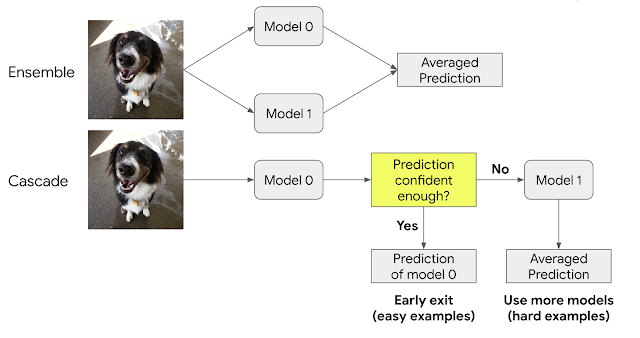 Ensemble
Model 0
Model 1
Averaged
Prediction
Cascade
Model 0
Prediction
confident
enough?
No
Model 1
Yes
Prediction
of model 0
Averaged
Prediction
Early exit
(easy examples)
Use more models
(hard examples)